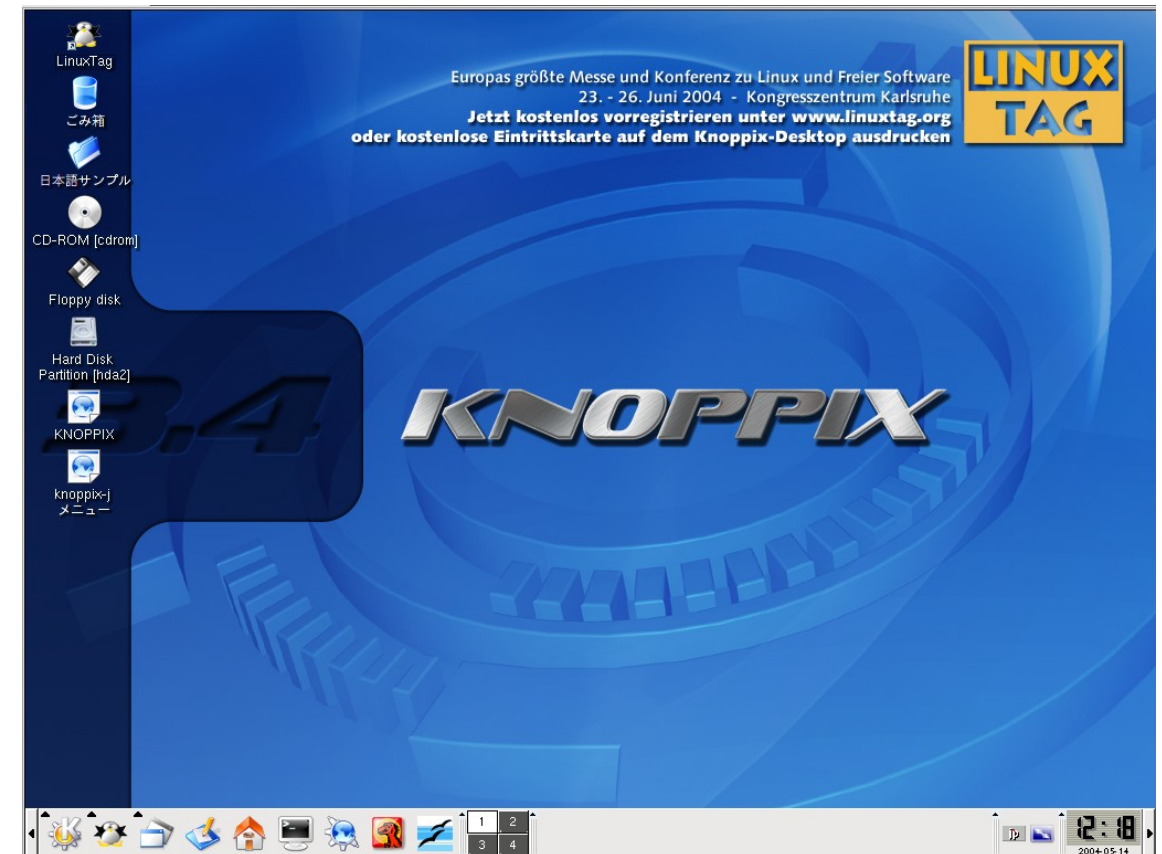 LinuxTag
ごみ箱
日本語サンプル
CD-ROM [cdrom]
Floppy disk
Hard Disk
Partition [hda2]
KNOPPIX
knoppix-j
メニュー
Europas größte Messe und Konferenz zu Linux und Freier Software
23. - 26. Juni 2004 - Kongresszentrum Karlsruhe
Jetzt kostenlos vorregistrieren unter www.linuxtag.org
oder kostenlose Eintrittskarte auf dem Knoppix-Desktop ausdrucken
LINUX
TAG
3.4
KNOPPIX
1 2
3 4
12:18
2004-05-14